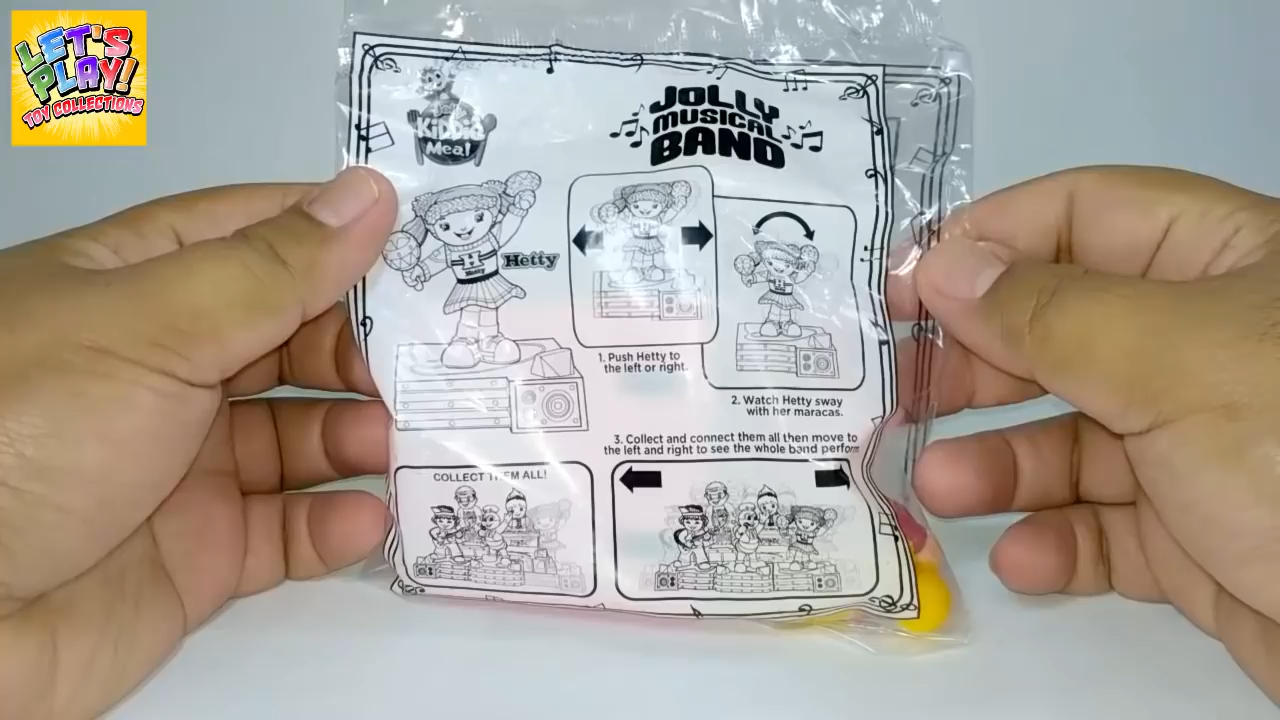 LET'S
PLAY!
TOY COLLECTIONS
Kiddie
Meal
JOLLY
MUSICAL
BAND
Hetty
H
Hetty
1. Push Hetty to
the left or right.
2. Watch Hetty sway
with her maracas.
3. Collect and connect them all then move to
the left and right to see the whole band perform
COLLECT THEM ALL!